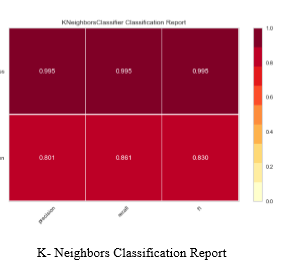 KNeighborsClassifier Classification Report
1.0
0.995 0.995 0.995
0.8
0.6
0.4
0.801 0.861 0.830
0.2
0.0
precision recall f1
K- Neighbors Classification Report